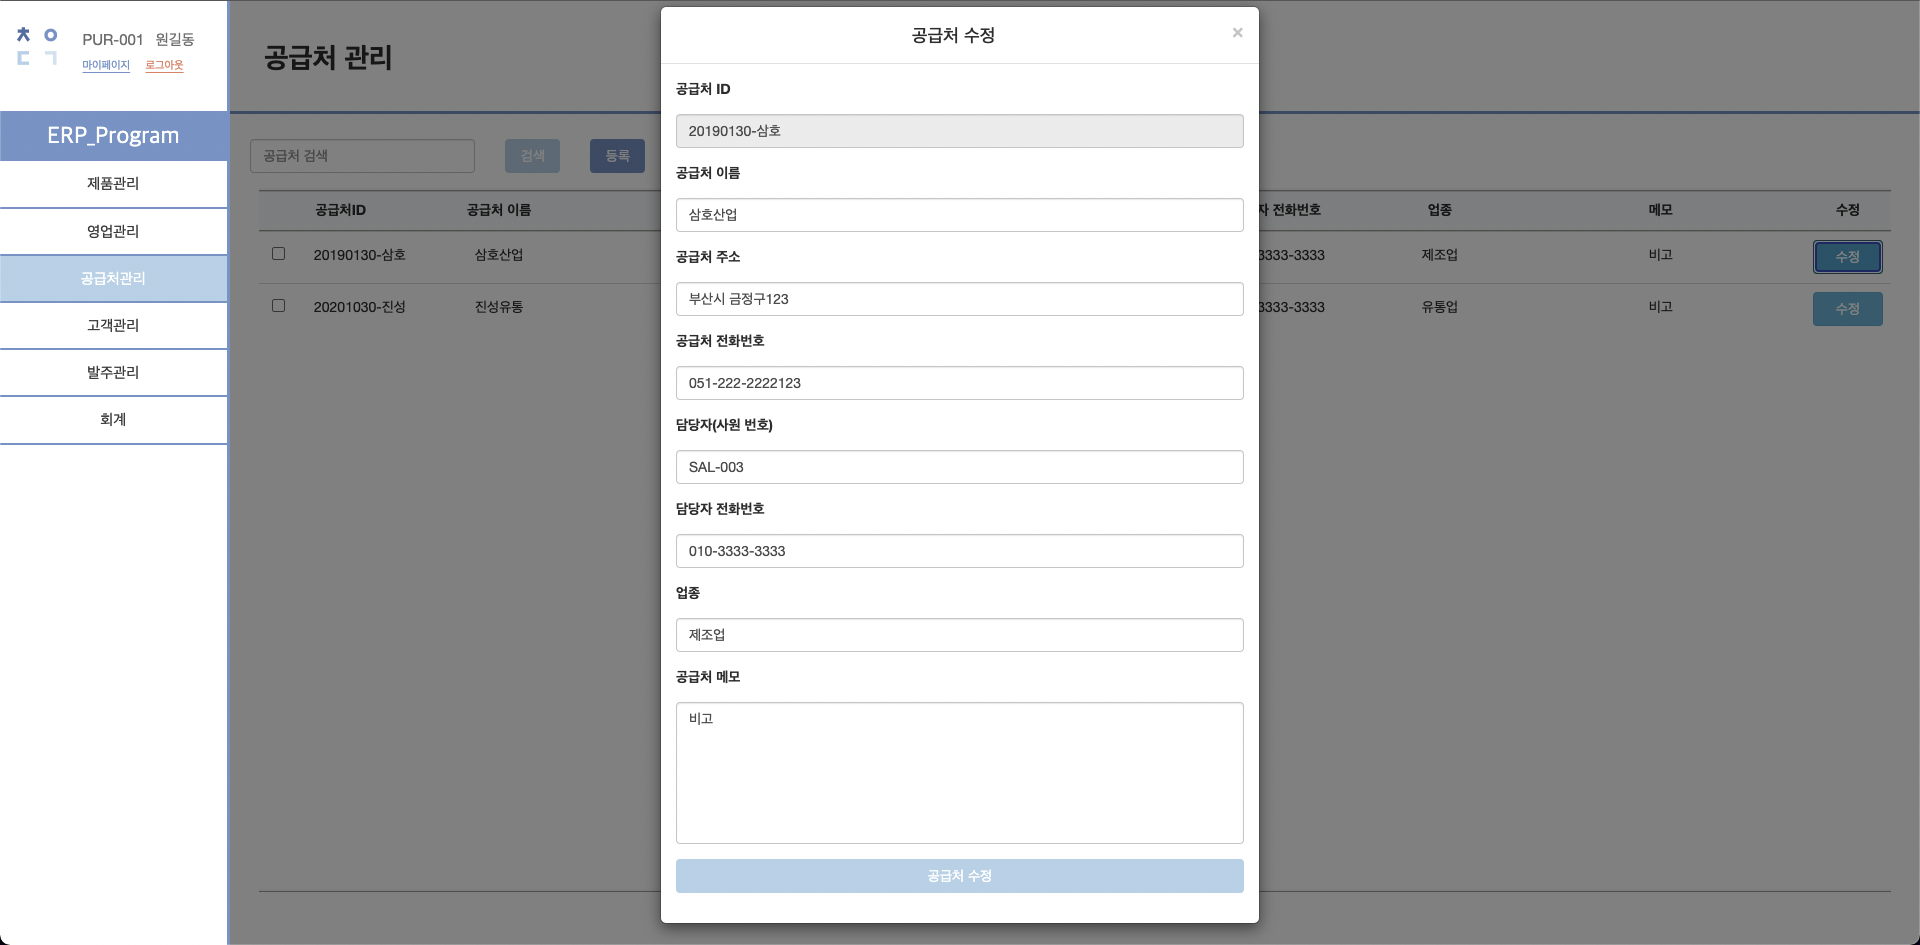 ㅊ ㅇ
ㄷ ㄱ
PUR-001 원길동
마이페이지 로그아웃
ERP_Program
제품관리
영업관리
공급처관리
고객관리
발주관리
회계
공급처 관리
공급처 검색 검색 등록
공급처ID 공급처 이름 자 전화번호 업종 메모 수정
20190130-삼호 삼호산업 3333-3333 제조업 비고 수정
20201030-진성 진성유통 3333-3333 유통업 비고 수정
공급처 수정 ×
공급처 ID
20190130-삼호
공급처 이름
삼호산업
공급처 주소
부산시 금정구123
공급처 전화번호
051-222-2222123
담당자(사원 번호)
SAL-003
담당자 전화번호
010-3333-3333
업종
제조업
공급처 메모
비고
공급처 수정